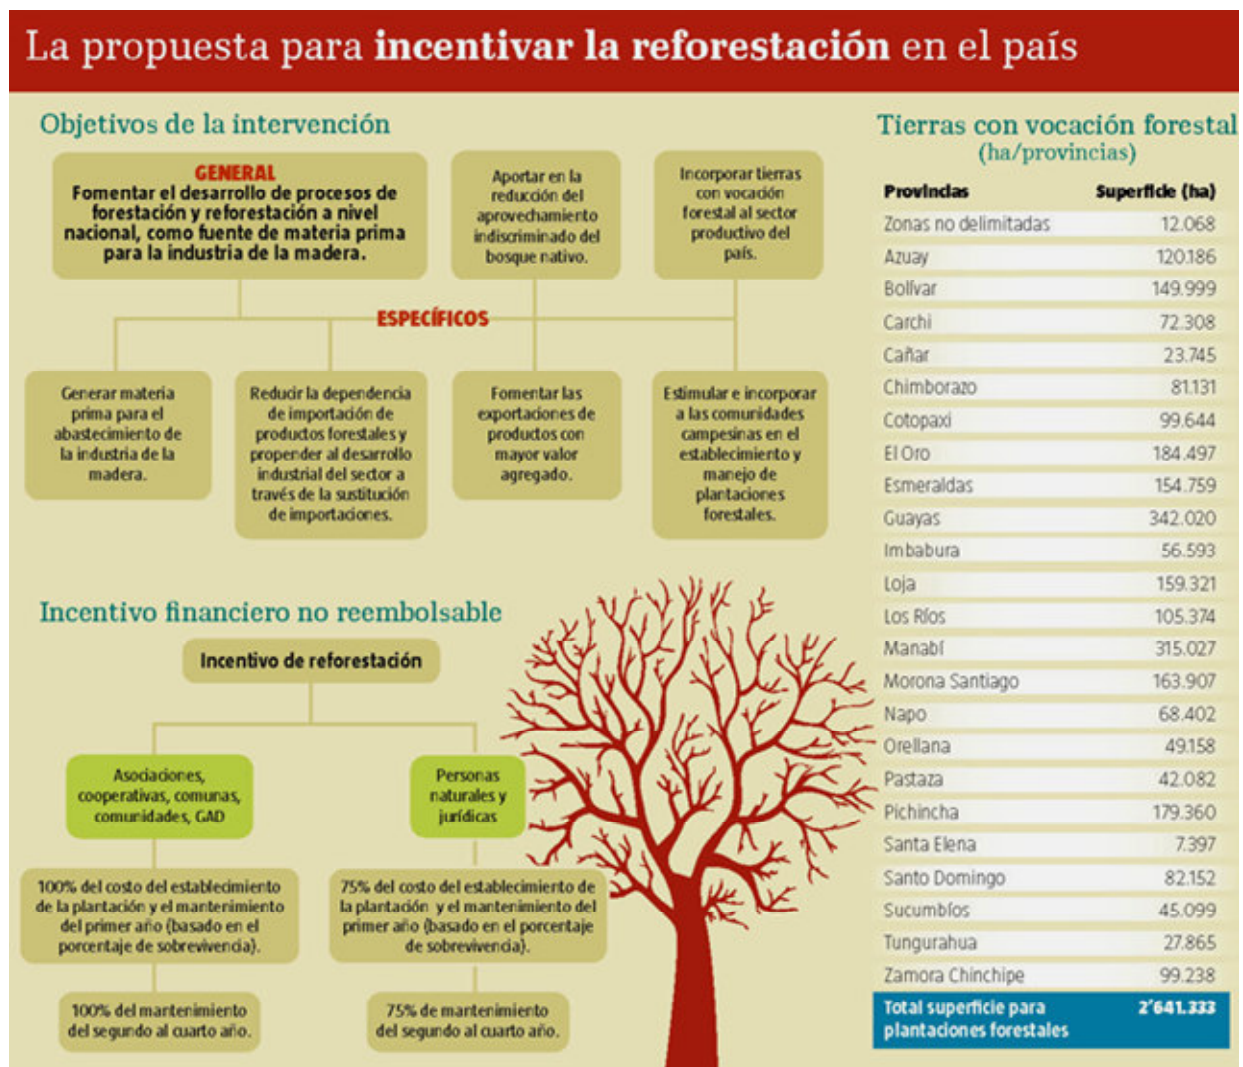 La propuesta para incentivar la reforestación en el país
Objetivos de la intervención
GENERAL
Fomentar el desarrollo de procesos de
forestación y reforestación a nivel
nacional, como fuente de materia prima
para la industria de la madera.
Aportar en la
reducción del
aprovechamiento
indiscriminado del
bosque nativo.
Incorporar tierras
con vocación
forestal al sector
productivo del
país.
ESPECÍFICOS
Generar materia
prima para el
abastecimiento de
la industria de la
madera.
Reducir la dependencia
de importación de
productos forestales y
propender al desarrollo
industrial del sector a
través de la sustitución
de importaciones.
Fomentar las
exportaciones de
productos con
mayor valor
agregado.
Estimular e incorporar
a las comunidades
campesinas en el
establecimiento y
manejo de
plantaciones
forestales.
Incentivo financiero no reembolsable
Incentivo de reforestación
Asociaciones,
cooperativas, comunas,
comunidades, GAD
100% del costo del establecimiento
de la plantación y el mantenimiento
del primer año (basado en el
porcentaje de sobrevivencia).
100% del mantenimiento
del segundo al cuarto año.
Personas
naturales y
jurídicas
75% del costo del establecimiento de
la plantación y el mantenimiento del
primer año (basado en el porcentaje
de sobrevivencia).
75% de mantenimiento
del segundo al cuarto año.
Tierras con vocación forestal
(ha/provincias)
Provincias Superficie (ha)
Zonas no delimitadas 12.068
Azuay 120.186
Bolívar 149.999
Carchi 72.308
Cañar 23.745
Chimborazo 81.131
Cotopaxi 99.644
El Oro 184.497
Esmeraldas 154.759
Guayas 342.020
Imbabura 56.593
Loja 159.321
Los Ríos 105.374
Manabí 315.027
Morona Santiago 163.907
Napo 68.402
Orellana 49.158
Pastaza 42.082
Pichincha 179.360
Santa Elena 7.397
Santo Domingo 82.152
Sucumbíos 45.099
Tungurahua 27.865
Zamora Chinchipe 99.238
Total superficie para 2'641.333
plantaciones forestales